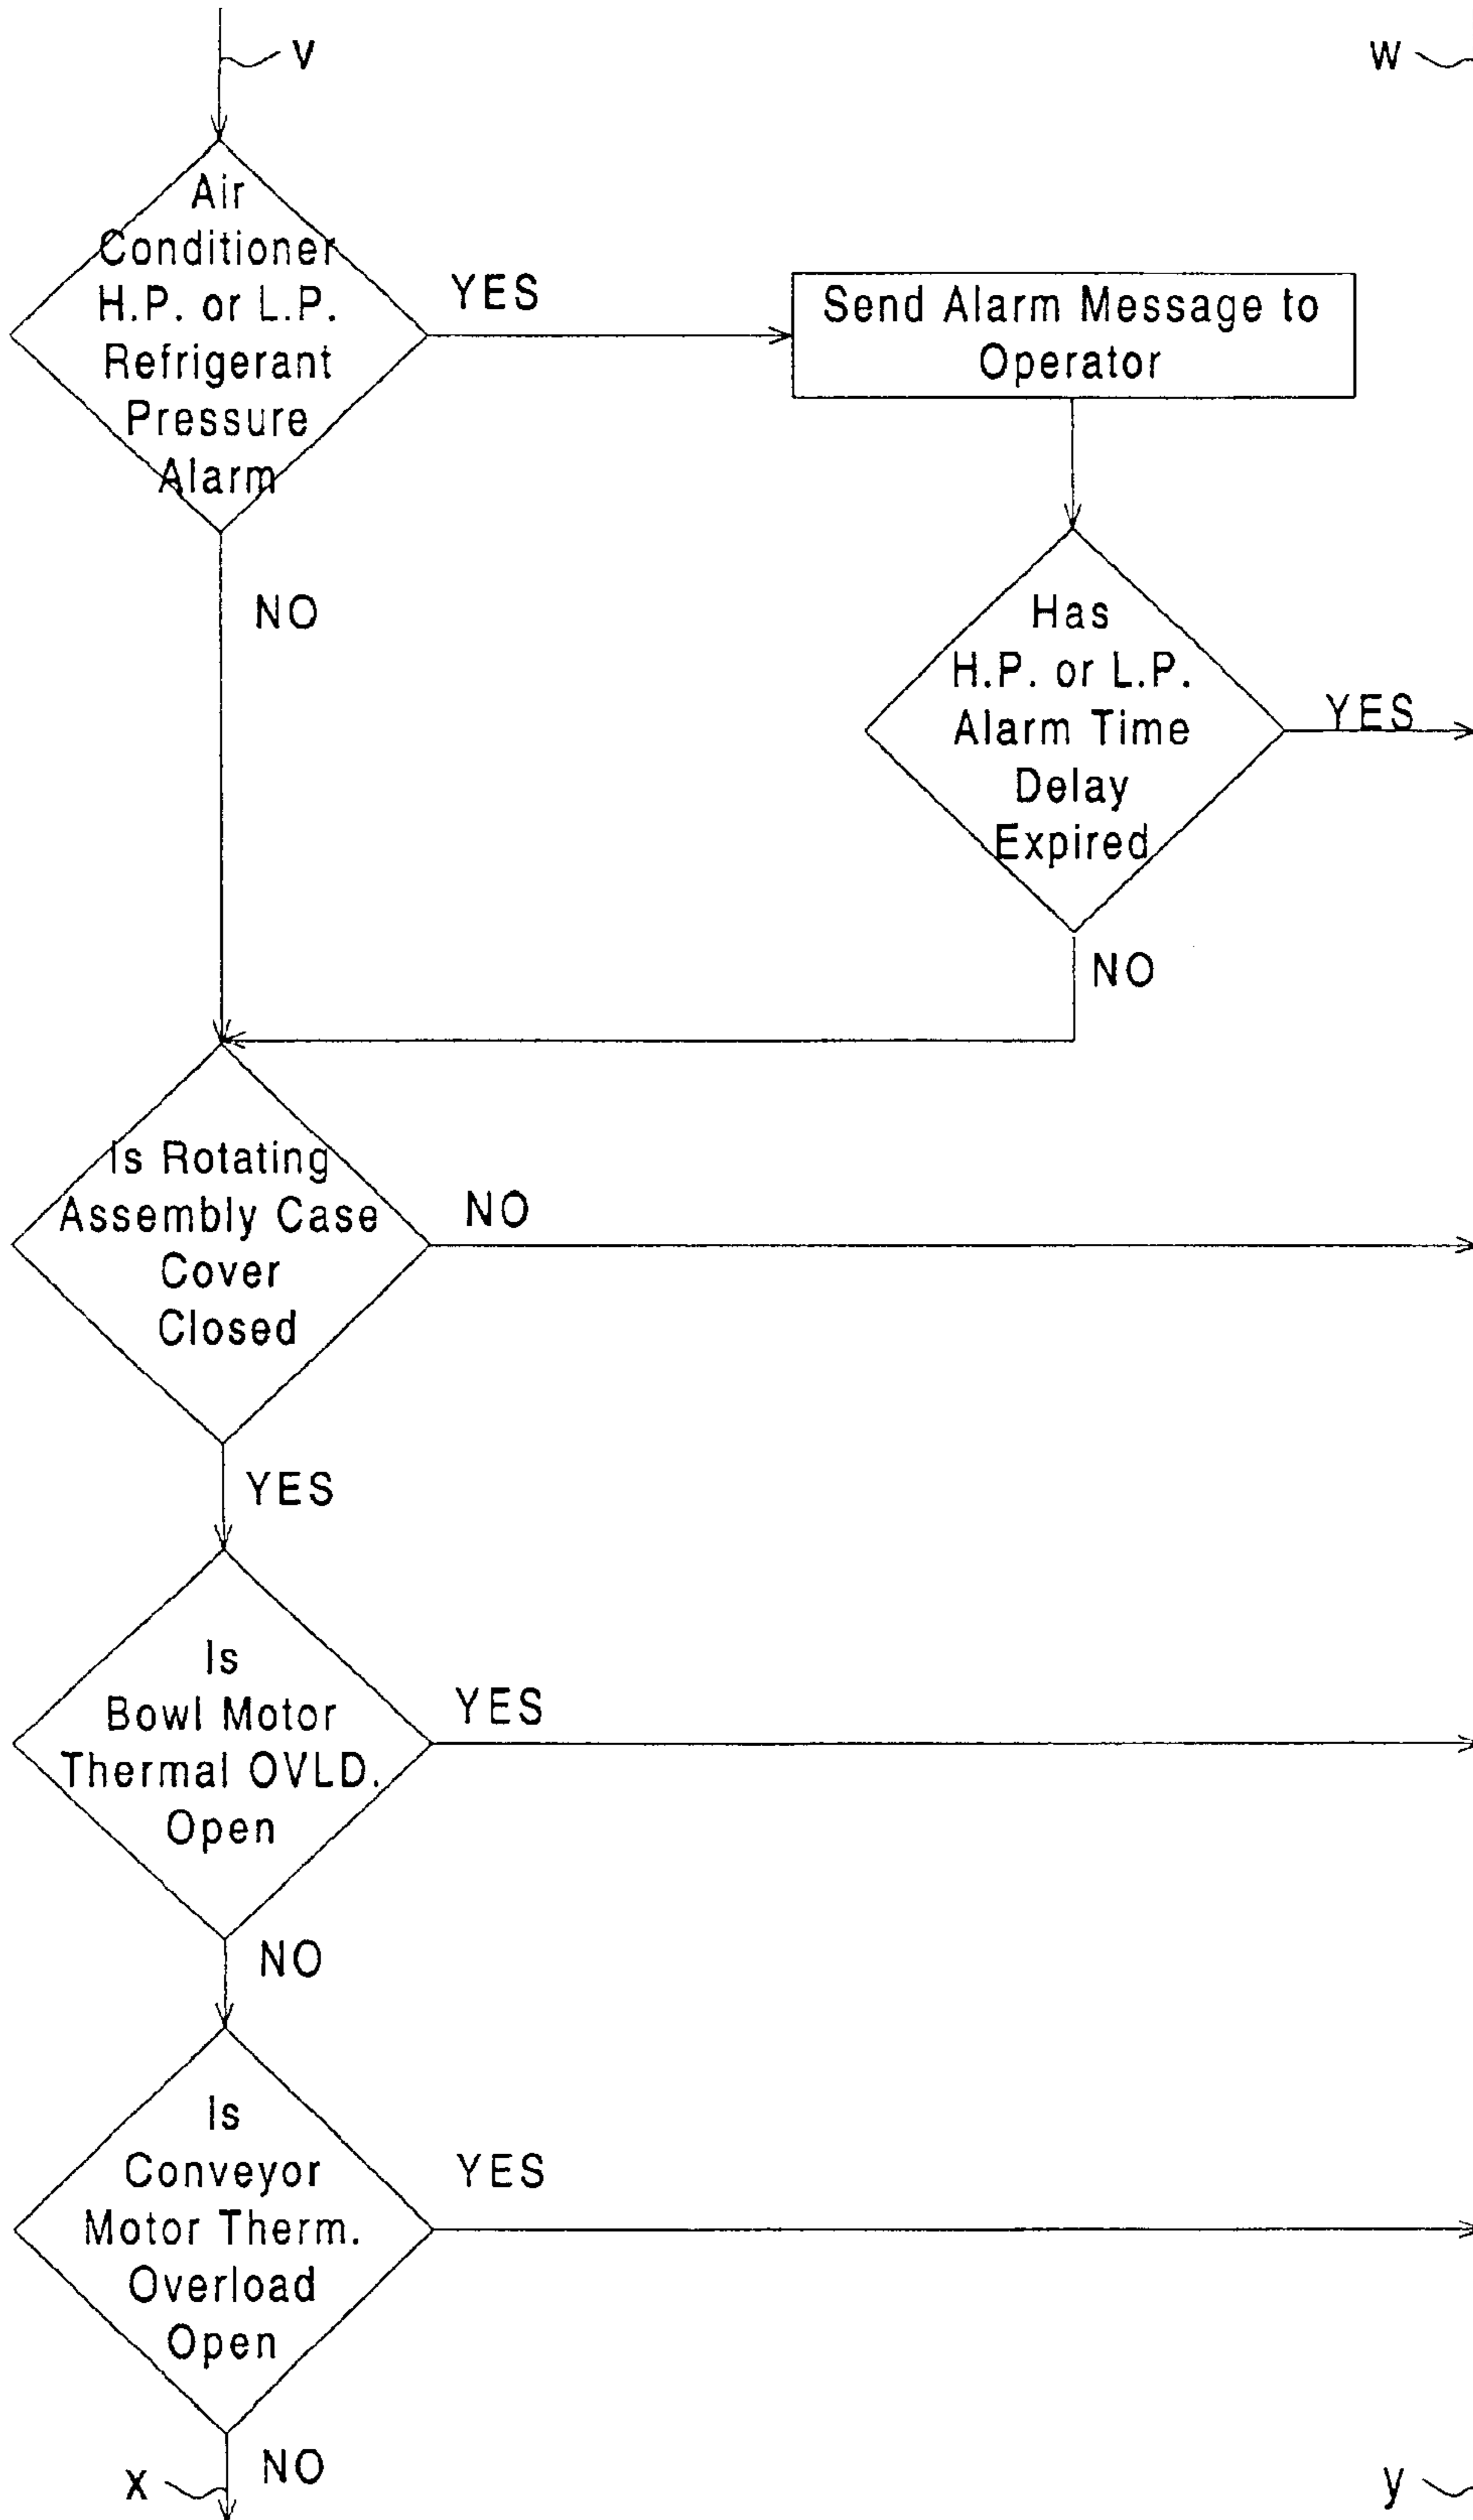 v
w
Air
Conditioner
H.P. or L.P.
Refrigerant
Pressure
Alarm
YES
Send Alarm Message to
Operator
NO
Has
H.P. or L.P.
Alarm Time
Delay
Expired
YES
NO
Is Rotating
Assembly Case
Cover
Closed
NO
YES
Is
Bowl Motor
Thermal OVLD.
Open
YES
NO
Is
Conveyor
Motor Therm.
Overload
Open
YES
NO
x
y